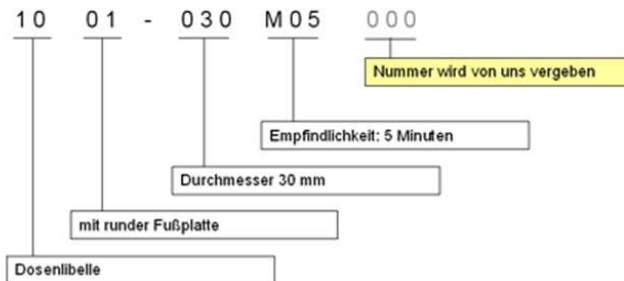 10 01 - 030 M05 000
Nummer wird von uns vergeben
Empfindlichkeit: 5 Minuten
Durchmesser 30 mm
mit runder Fußplatte
Dosenlibelle